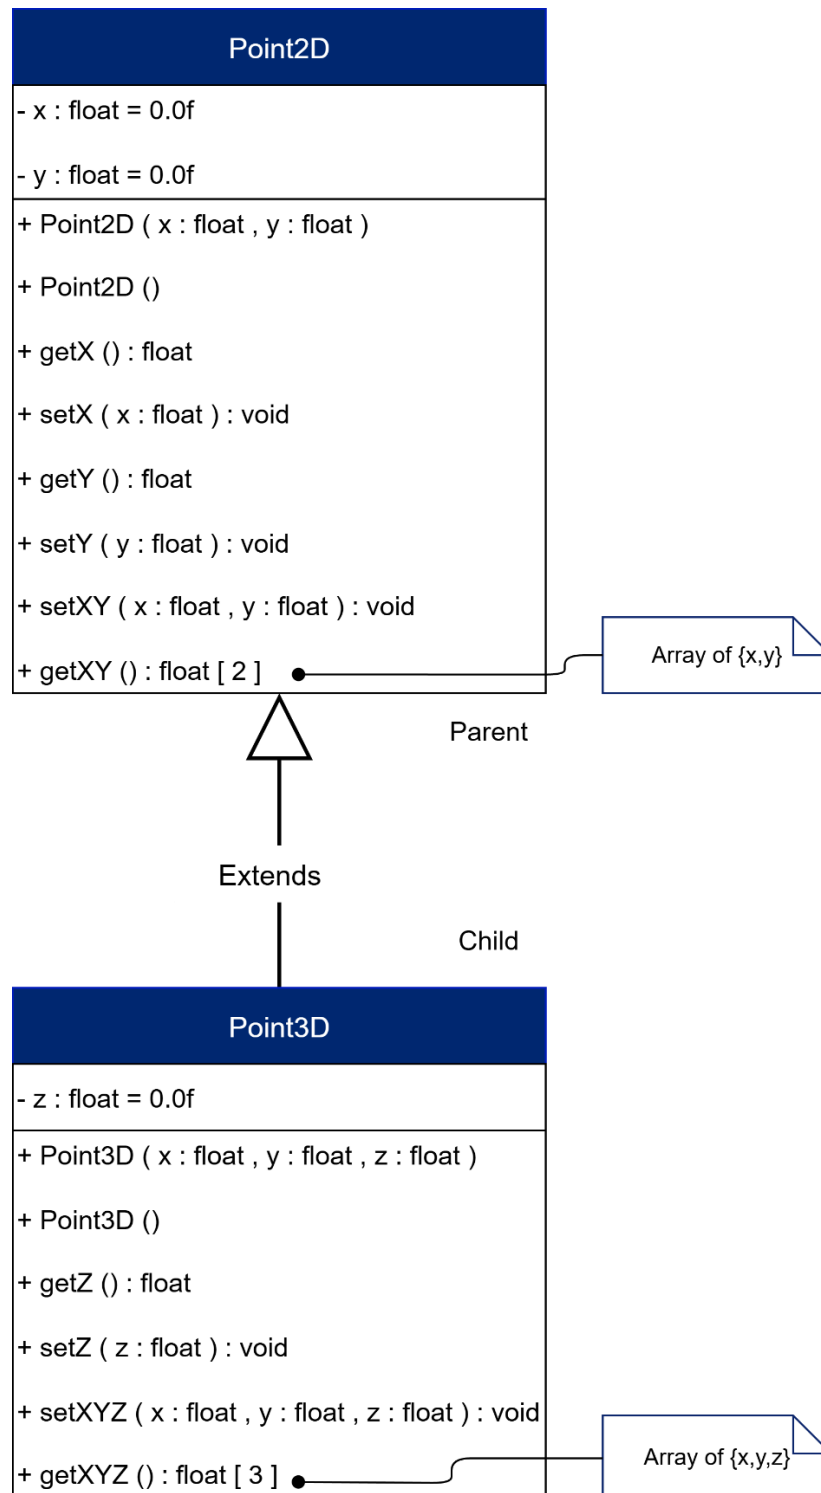 Point2D
- x : float = 0.0f
- y : float = 0.0f
+ Point2D ( x : float , y : float )
+ Point2D ()
+ getX () : float
+ setX ( x : float ) : void
+ getY () : float
+ setY ( y : float ) : void
+ setXY ( x : float , y : float ) : void
+ getXY () : float [ 2 ]
Array of {x,y}
Parent
Extends
Child
Point3D
- z : float = 0.0f
+ Point3D ( x : float , y : float , z : float )
+ Point3D ()
+ getZ () : float
+ setZ ( z : float ) : void
+ setXYZ ( x : float , y : float , z : float ) : void
+ getXYZ () : float [ 3 ]
Array of {x,y,z}